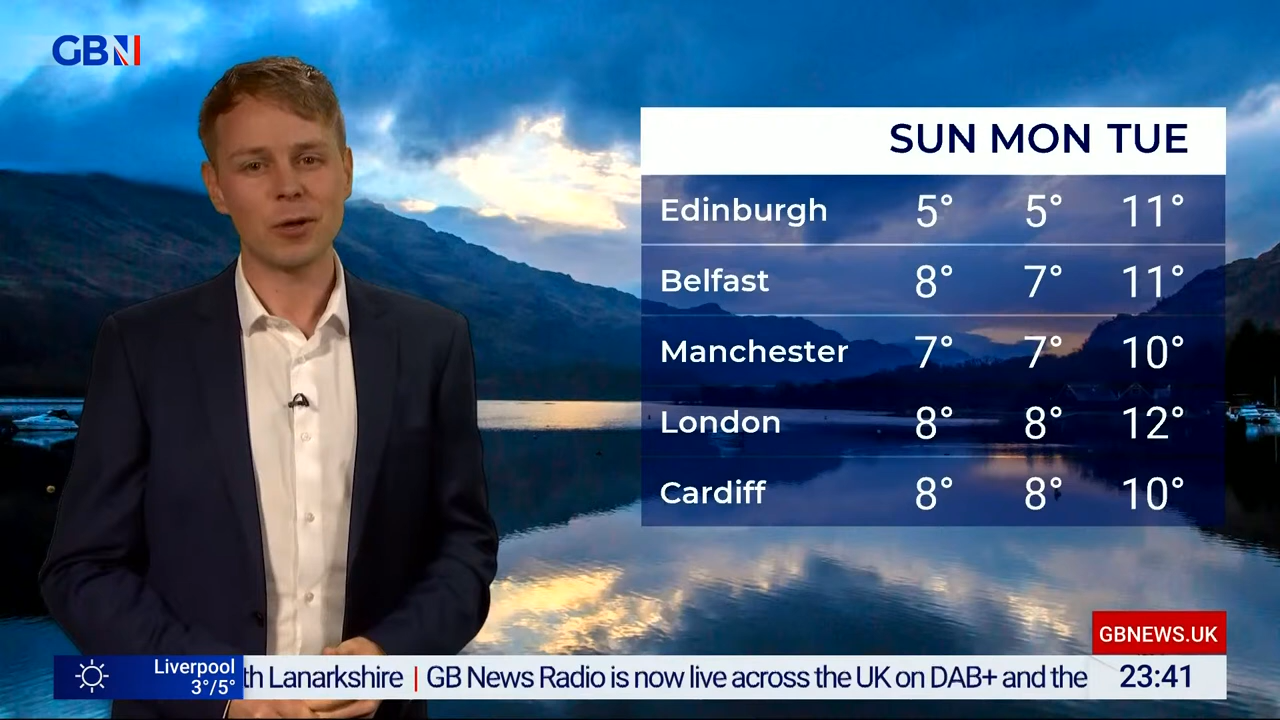 GBN
SUN MON TUE
Edinburgh 5° 5° 11°
Belfast 8° 7° 11°
Manchester 7° 7° 10°
London 8° 8° 12°
Cardiff 8° 8° 10°
GBNEWS.UK
Liverpool
3°/5°
th Lanarkshire | GB News Radio is now live across the UK on DAB+ and the
23:41